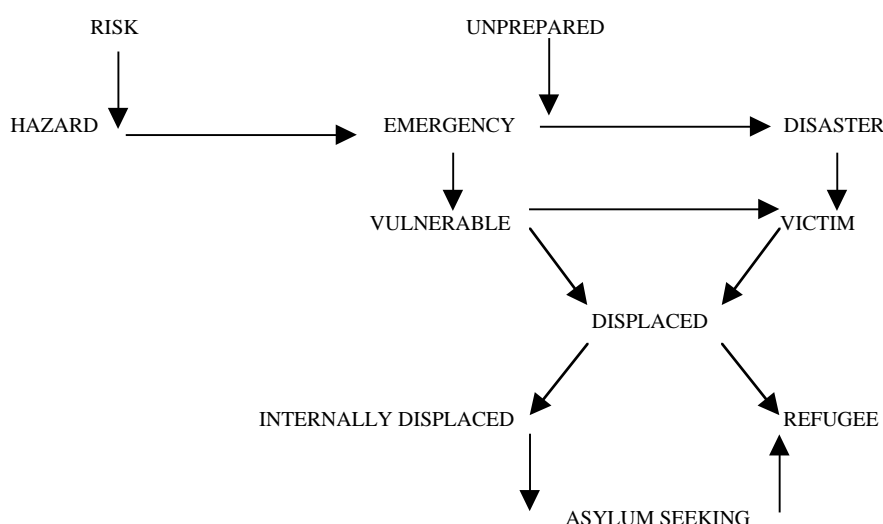 RISK UNPREPARED
HAZARD EMERGENCY DISASTER
VULNERABLE VICTIM
DISPLACED
INTERNALLY DISPLACED REFUGEE
ASYLUM SEEKING